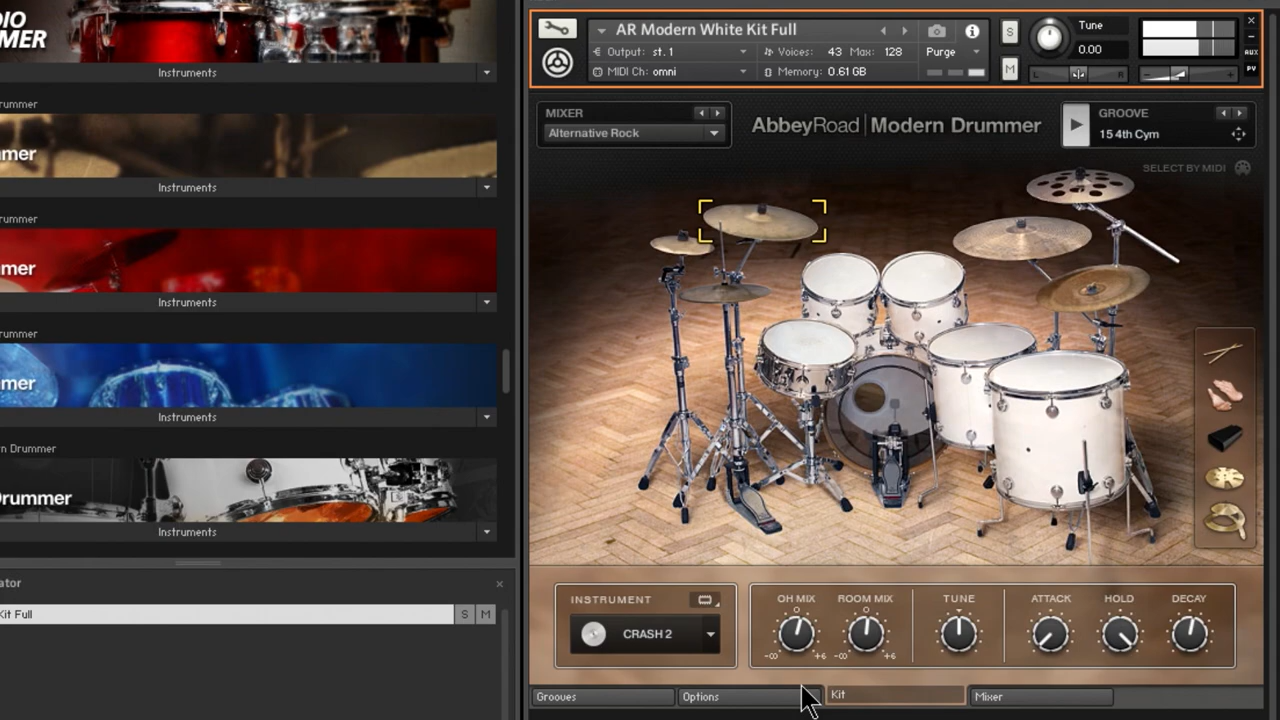 DIO
MMER
Instruments
rummer
mer
Instruments
rummer
mer
Instruments
rummer
mer
Instruments
n Drummer
Drummer
Instruments
ator
Kit Full
S
M
AR Modern White Kit Full
Output: st. 1
Voices: 43 Max: 128
Purge
MIDI Ch: omni
Memory: 0.61 GB
S
M
Tune
0.00
L R
AUX
PV
MIXER
Alternative Rock
AbbeyRoad | Modern Drummer
GROOVE
15 4th Cym
SELECT BY MIDI
INSTRUMENT
CRASH 2
OH MIX
ROOM MIX
TUNE
ATTACK
HOLD
DECAY
-∞ +6
-∞ +6
Grooves
Options
Kit
Mixer